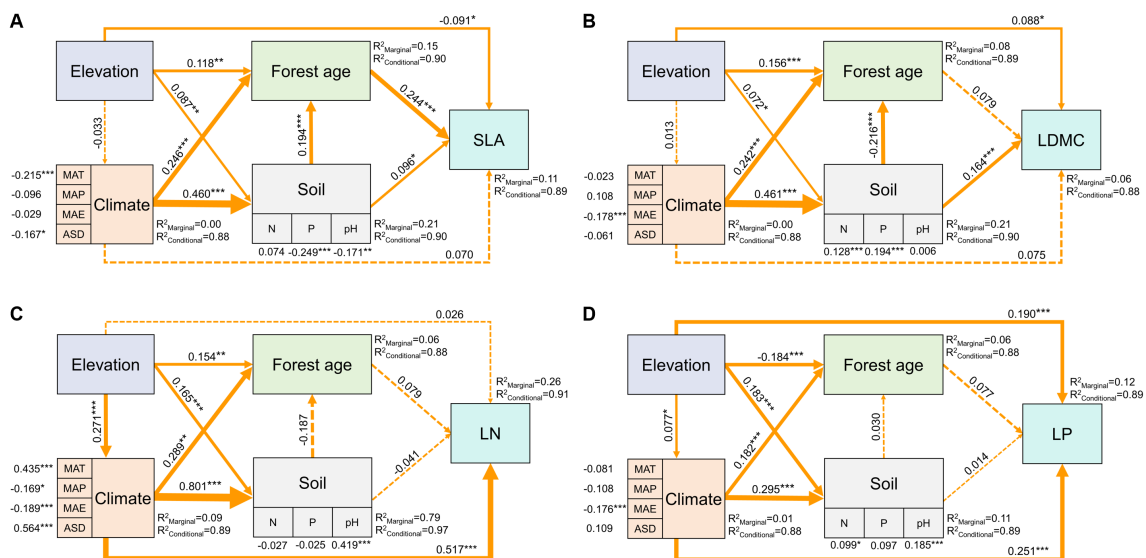 A
-0.091*
Elevation
0.118**
Forest age
R²Marginal=0.15
R²Conditional=0.90
0.087**
0.244***
-0.033
0.246***
0.194***
SLA
0.096*
R²Marginal=0.11
R²Conditional=0.89
-0.215*** MAT
-0.096 MAP
-0.029 MAE
-0.167* ASD
Climate
0.460***
Soil
N P pH
R²Marginal=0.00
R²Conditional=0.88
R²Marginal=0.21
R²Conditional=0.90
0.074 -0.249*** -0.171**
0.070
B
0.088*
Elevation
0.156***
Forest age
R²Marginal=0.08
R²Conditional=0.89
0.072*
0.079
0.013
0.242***
-0.216***
LDMC
0.164***
R²Marginal=0.06
R²Conditional=0.88
-0.023 MAT
0.108 MAP
-0.178*** MAE
-0.061 ASD
Climate
0.461***
Soil
N P pH
R²Marginal=0.00
R²Conditional=0.88
R²Marginal=0.21
R²Conditional=0.90
0.128*** 0.194*** 0.006
0.075
C
0.026
Elevation
0.154**
Forest age
R²Marginal=0.06
R²Conditional=0.88
0.165***
0.079
R²Marginal=0.26
R²Conditional=0.91
0.271***
0.289**
-0.187
LN
-0.041
0.435*** MAT
-0.169* MAP
-0.189*** MAE
0.564*** ASD
Climate
0.801***
Soil
N P pH
R²Marginal=0.09
R²Conditional=0.89
R²Marginal=0.79
R²Conditional=0.97
-0.027 -0.025 0.419***
0.517***
D
0.190***
Elevation
-0.184***
Forest age
R²Marginal=0.06
R²Conditional=0.88
0.183***
0.077
R²Marginal=0.12
R²Conditional=0.89
0.077*
0.182***
0.030
LP
0.014
-0.081 MAT
-0.108 MAP
-0.176*** MAE
0.109 ASD
Climate
0.295***
Soil
N P pH
R²Marginal=0.01
R²Conditional=0.88
R²Marginal=0.11
R²Conditional=0.89
0.099* 0.097 0.185***
0.251***